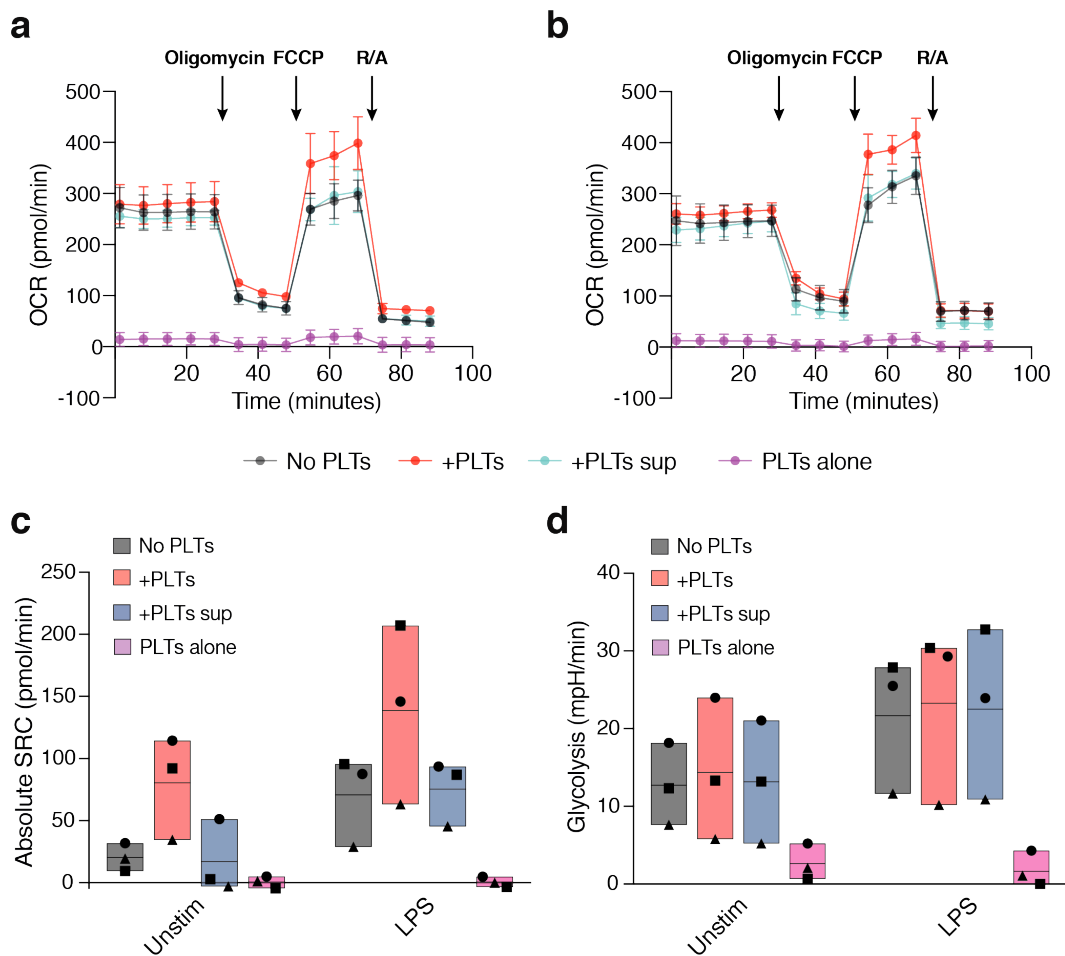 a
b
Oligomycin FCCP R/A
Oligomycin FCCP R/A
500
400
300
200
100
0
-100
OCR (pmol/min)
20 40 60 80 100
Time (minutes)
500
400
300
200
100
0
-100
OCR (pmol/min)
20 40 60 80 100
Time (minutes)
No PLTs +PLTs +PLTs sup PLTs alone
c
d
No PLTs
+PLTs
+PLTs sup
PLTs alone
250
200
150
100
50
0
Absolute SRC (pmol/min)
Unstim LPS
No PLTs
+PLTs
+PLTs sup
PLTs alone
40
30
20
10
0
Glycolysis (mpH/min)
Unstim LPS